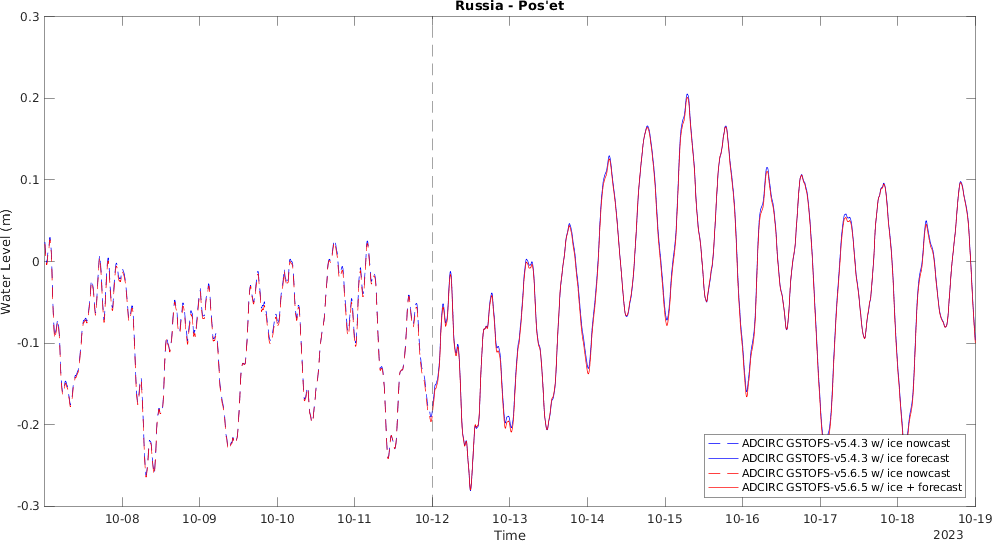 Russia - Pos'et
0.3
0.2
0.1
0
-0.1
-0.2
-0.3
Water Level (m)
ADCIRC GSTOFS-v5.4.3 w/ ice nowcast
ADCIRC GSTOFS-v5.4.3 w/ ice forecast
ADCIRC GSTOFS-v5.6.5 w/ ice nowcast
ADCIRC GSTOFS-v5.6.5 w/ ice + forecast
10-08 10-09 10-10 10-11 10-12 10-13 10-14 10-15 10-16 10-17 10-18 10-19
Time
2023